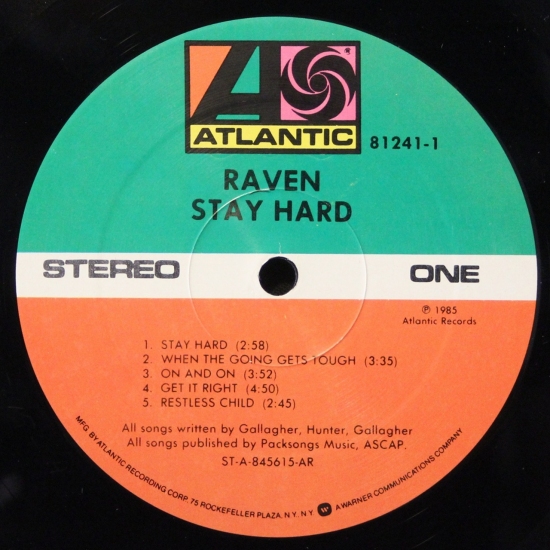 ATLANTIC
81241-1
RAVEN
STAY HARD
STEREO
ONE
℗ 1985
Atlantic Records
1. STAY HARD (2:58)
2. WHEN THE GOING GETS TOUGH (3:35)
3. ON AND ON (3:52)
4. GET IT RIGHT (4:50)
5. RESTLESS CHILD (2:45)
All songs written by Gallagher, Hunter, Gallagher
All songs published by Packsongs Music, ASCAP.
ST-A-845615-AR
MFG. BY ATLANTIC RECORDING CORP. 75 ROCKEFELLER PLAZA, N.Y. N.Y. A WARNER COMMUNICATIONS COMPANY